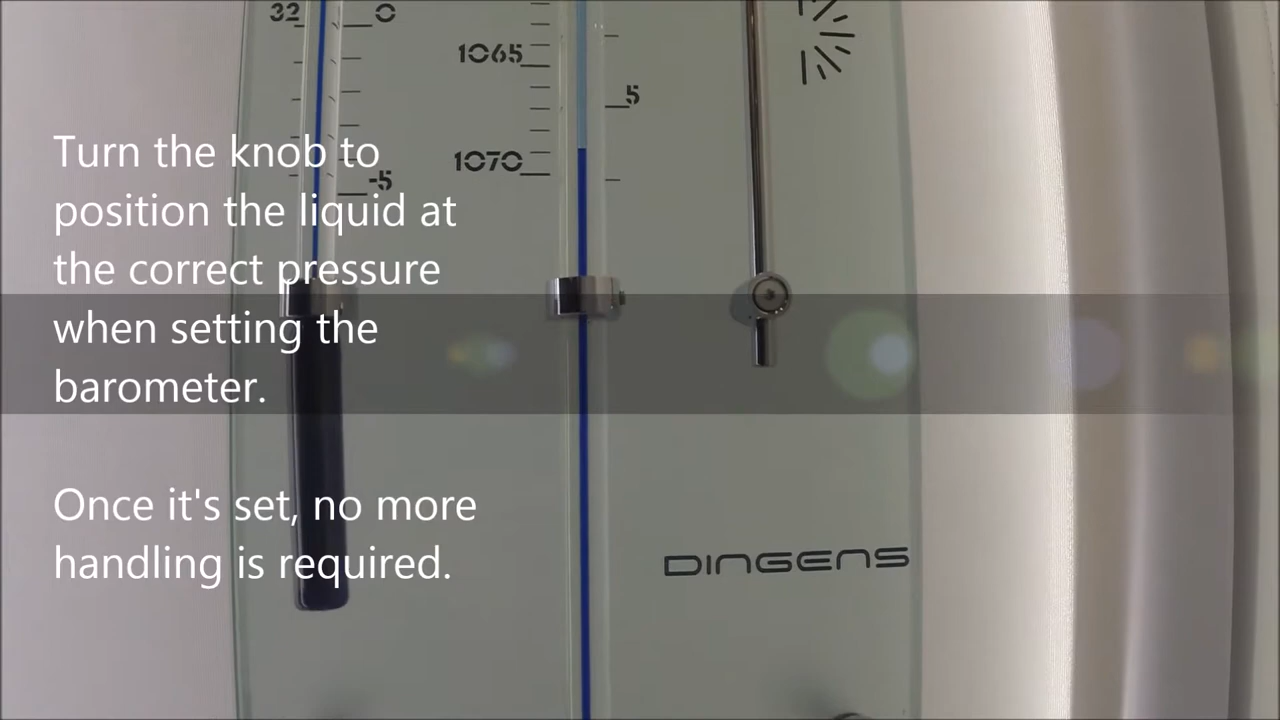 32 0
1065
5
1070
-5
Turn the knob to
position the liquid at
the correct pressure
when setting the
barometer.
Once it's set, no more
handling is required.
DINGENS